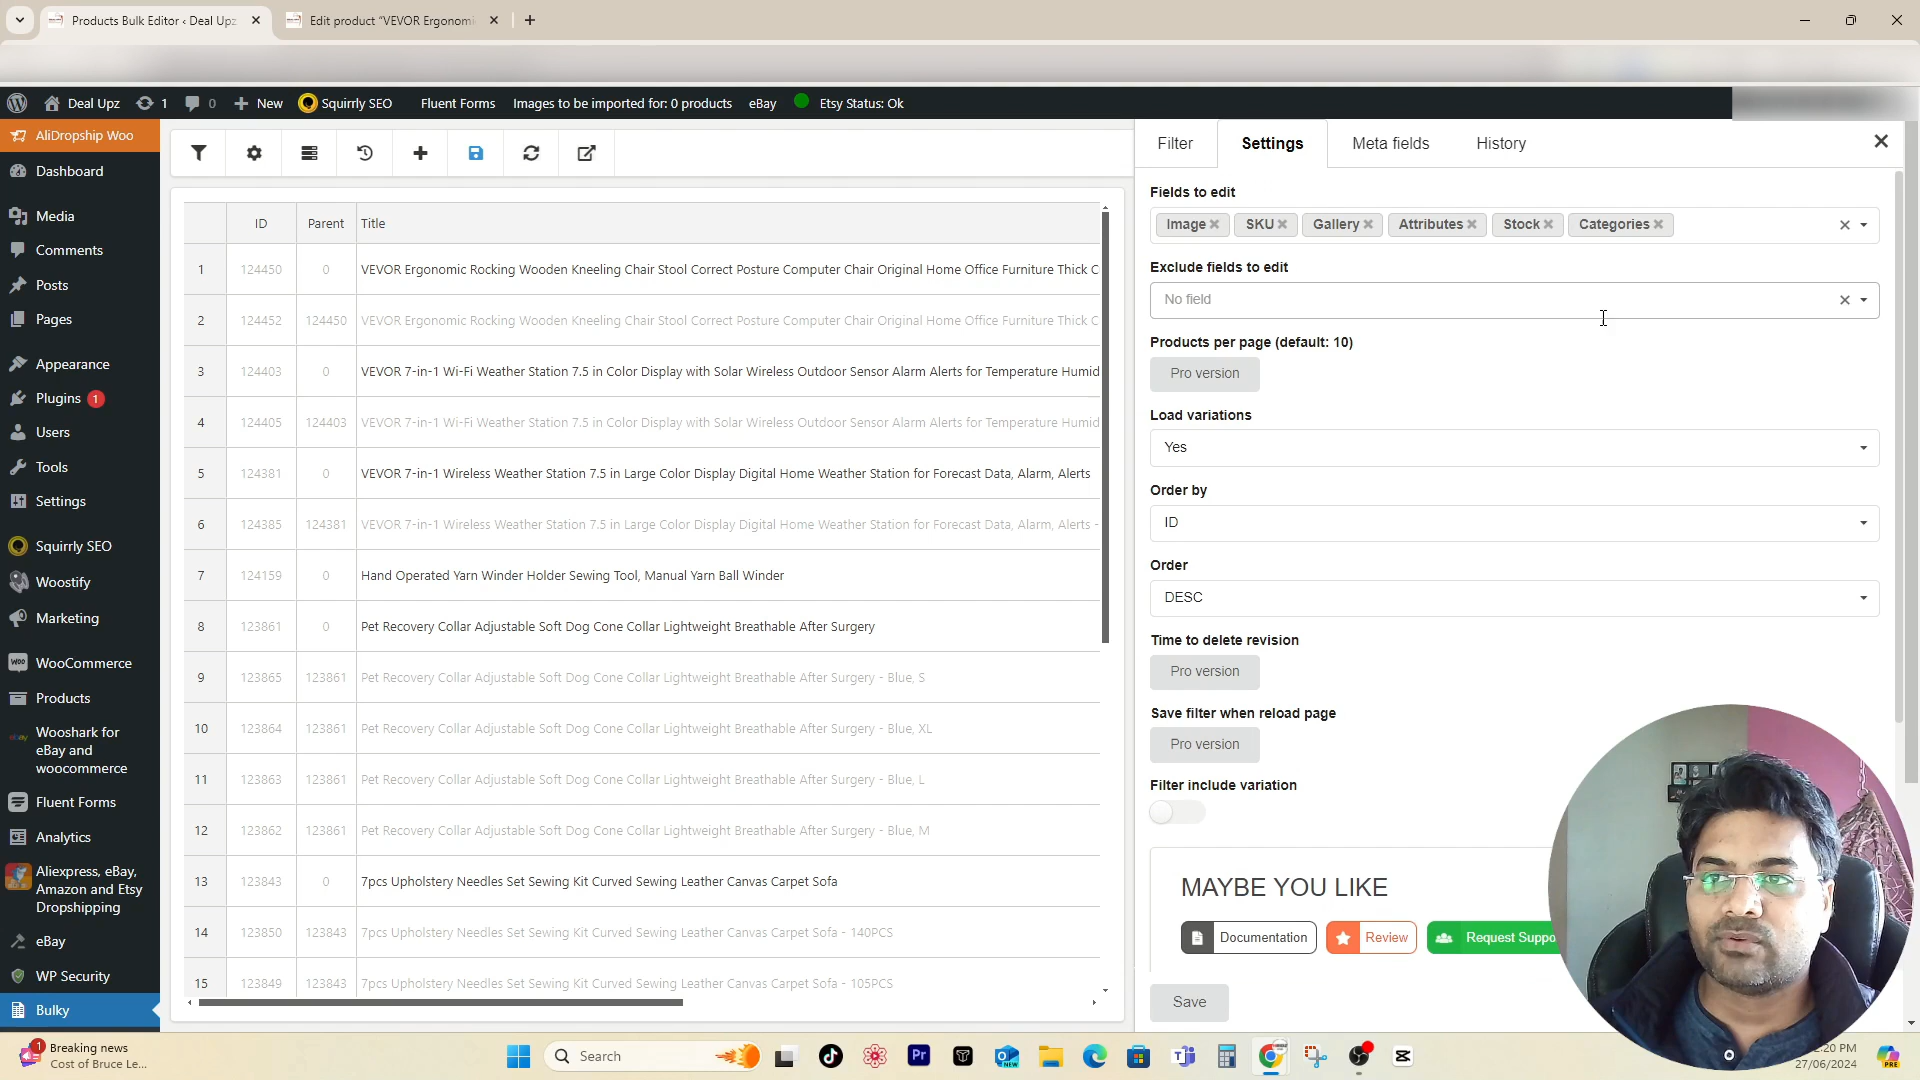 Products Bulk Editor ‹ Deal Upz
Edit product “VEVOR Ergonomi
Deal Upz
1
0
New
Squirrly SEO
Fluent Forms
Images to be imported for: 0 products
eBay
Etsy Status: Ok
AliDropship Woo
Dashboard
Media
Comments
Posts
Pages
Appearance
Plugins 1
Users
Tools
Settings
Squirrly SEO
Woostify
Marketing
WooCommerce
Products
Wooshark for
eBay and
woocommerce
Fluent Forms
Analytics
Aliexpress, eBay,
Amazon and Etsy
Dropshipping
eBay
WP Security
Bulky
ID Parent Title
1 124450 0 VEVOR Ergonomic Rocking Wooden Kneeling Chair Stool Correct Posture Computer Chair Original Home Office Furniture Thick C
2 124452 124450 VEVOR Ergonomic Rocking Wooden Kneeling Chair Stool Correct Posture Computer Chair Original Home Office Furniture Thick C
3 124403 0 VEVOR 7-in-1 Wi-Fi Weather Station 7.5 in Color Display with Solar Wireless Outdoor Sensor Alarm Alerts for Temperature Humid
4 124405 124403 VEVOR 7-in-1 Wi-Fi Weather Station 7.5 in Color Display with Solar Wireless Outdoor Sensor Alarm Alerts for Temperature Humid
5 124381 0 VEVOR 7-in-1 Wireless Weather Station 7.5 in Large Color Display Digital Home Weather Station for Forecast Data, Alarm, Alerts
6 124385 124381 VEVOR 7-in-1 Wireless Weather Station 7.5 in Large Color Display Digital Home Weather Station for Forecast Data, Alarm, Alerts -
7 124159 0 Hand Operated Yarn Winder Holder Sewing Tool, Manual Yarn Ball Winder
8 123861 0 Pet Recovery Collar Adjustable Soft Dog Cone Collar Lightweight Breathable After Surgery
9 123865 123861 Pet Recovery Collar Adjustable Soft Dog Cone Collar Lightweight Breathable After Surgery - Blue, S
10 123864 123861 Pet Recovery Collar Adjustable Soft Dog Cone Collar Lightweight Breathable After Surgery - Blue, XL
11 123863 123861 Pet Recovery Collar Adjustable Soft Dog Cone Collar Lightweight Breathable After Surgery - Blue, L
12 123862 123861 Pet Recovery Collar Adjustable Soft Dog Cone Collar Lightweight Breathable After Surgery - Blue, M
13 123843 0 7pcs Upholstery Needles Set Sewing Kit Curved Sewing Leather Canvas Carpet Sofa
14 123850 123843 7pcs Upholstery Needles Set Sewing Kit Curved Sewing Leather Canvas Carpet Sofa - 140PCS
15 123849 123843 7pcs Upholstery Needles Set Sewing Kit Curved Sewing Leather Canvas Carpet Sofa - 105PCS
Filter Settings Meta fields History
Fields to edit
Image SKU Gallery Attributes Stock Categories
Exclude fields to edit
No field
Products per page (default: 10)
Pro version
Load variations
Yes
Order by
ID
Order
DESC
Time to delete revision
Pro version
Save filter when reload page
Pro version
Filter include variation
MAYBE YOU LIKE
Documentation Review Request Suppo
Save
1 Breaking news
Cost of Bruce Le...
Search
Pr
NEW
:20 PM
27/06/2024
PRE